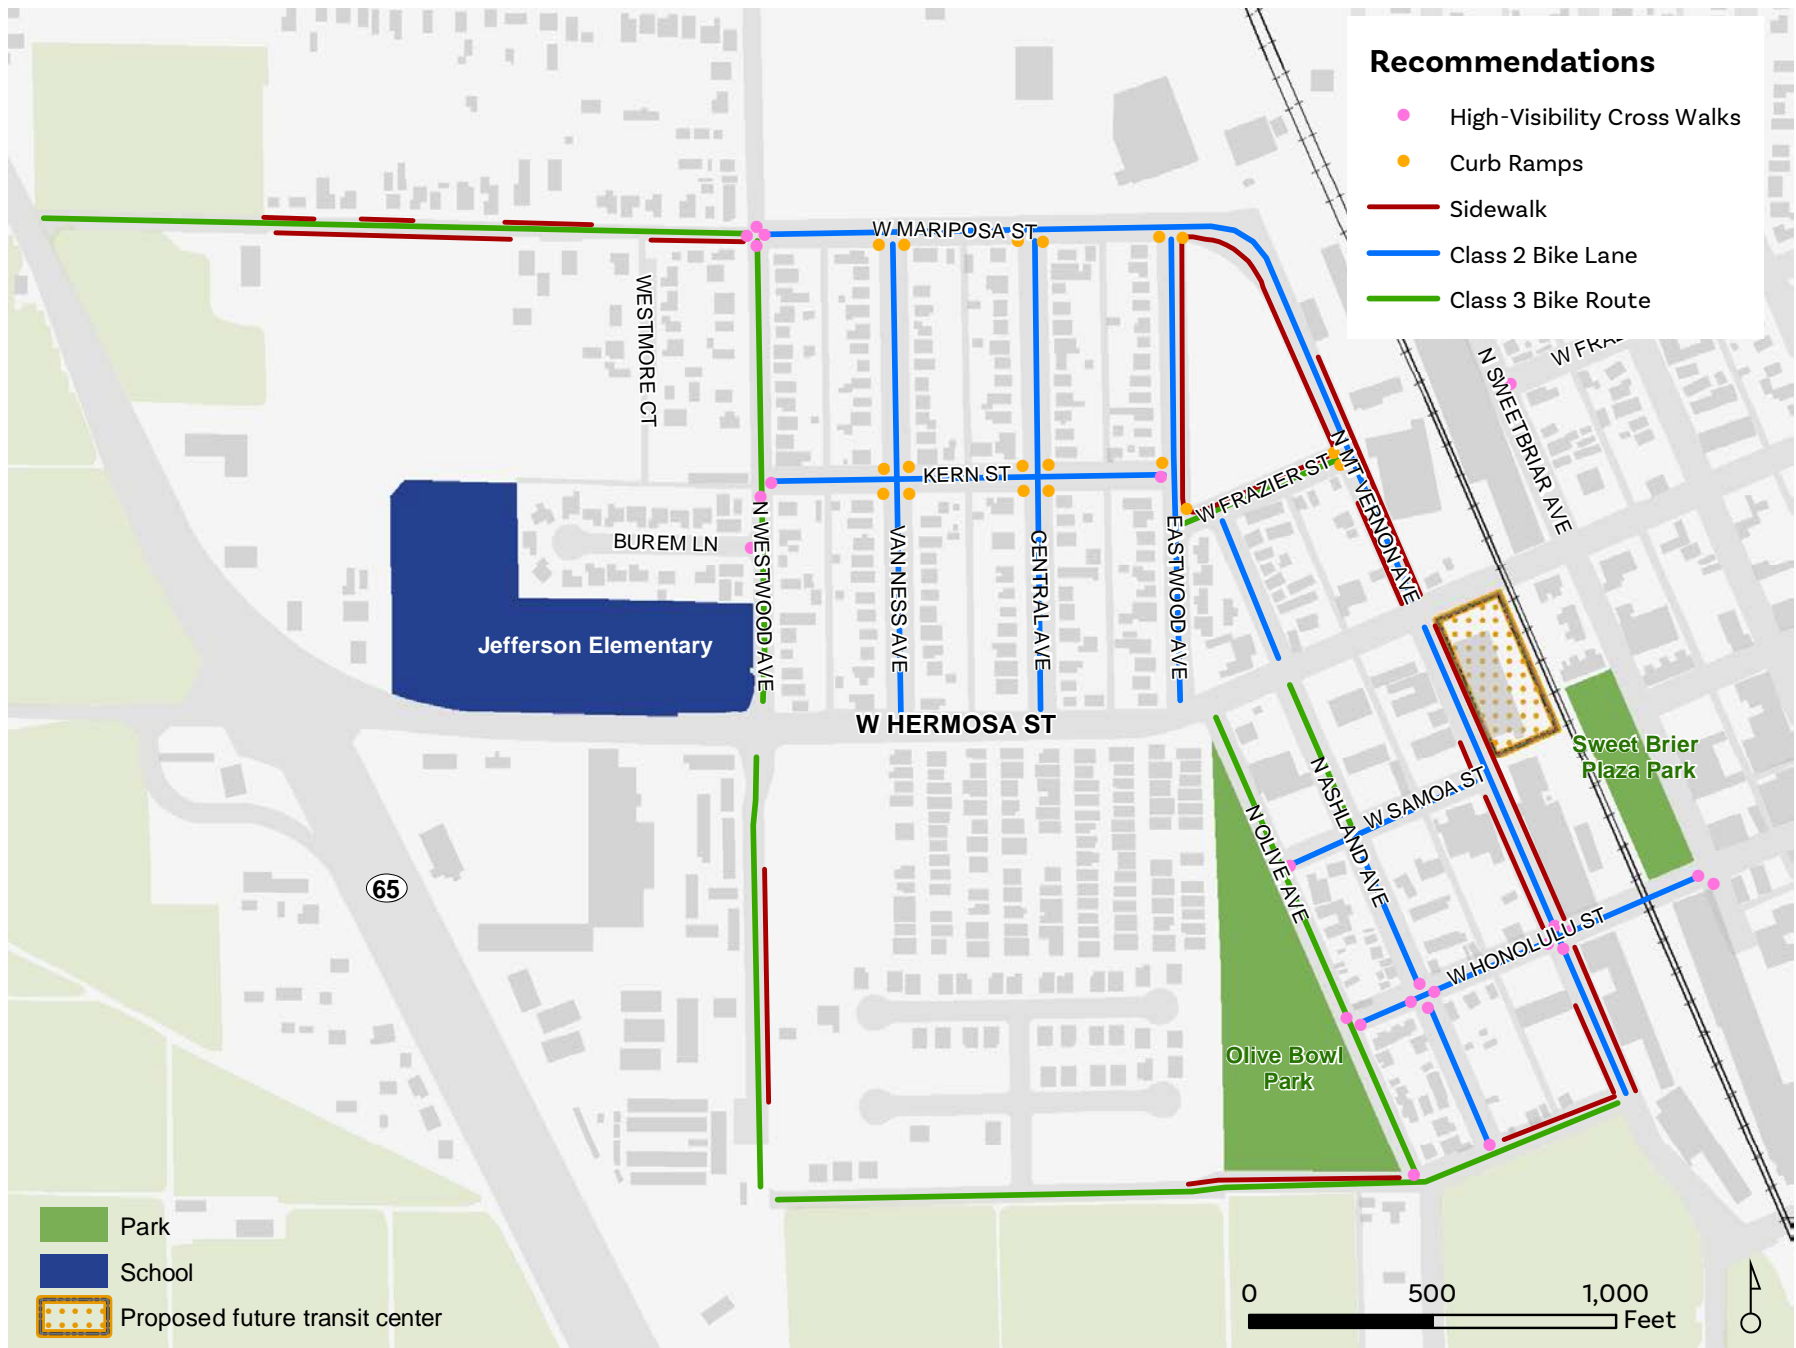 Recommendations
High-Visibility Cross Walks
Curb Ramps
Sidewalk
Class 2 Bike Lane
Class 3 Bike Route
W MARIPOSA ST
WESTMORE CT
W FRAZ
N SWEETBRIAR AVE
KERN ST
W FRAZIER ST
N MT VERNON AVE
BUREM LN
N WESTWOOD AVE
VAN NESS AVE
CENTRAL AVE
EASTWOOD AVE
Jefferson Elementary
W HERMOSA ST
Sweet Brier
Plaza Park
N ASHLAND AVE
W SAMOA ST
N OLIVE AVE
65
W HONOLULU ST
Olive Bowl
Park
Park
School
Proposed future transit center
0 500 1,000
Feet